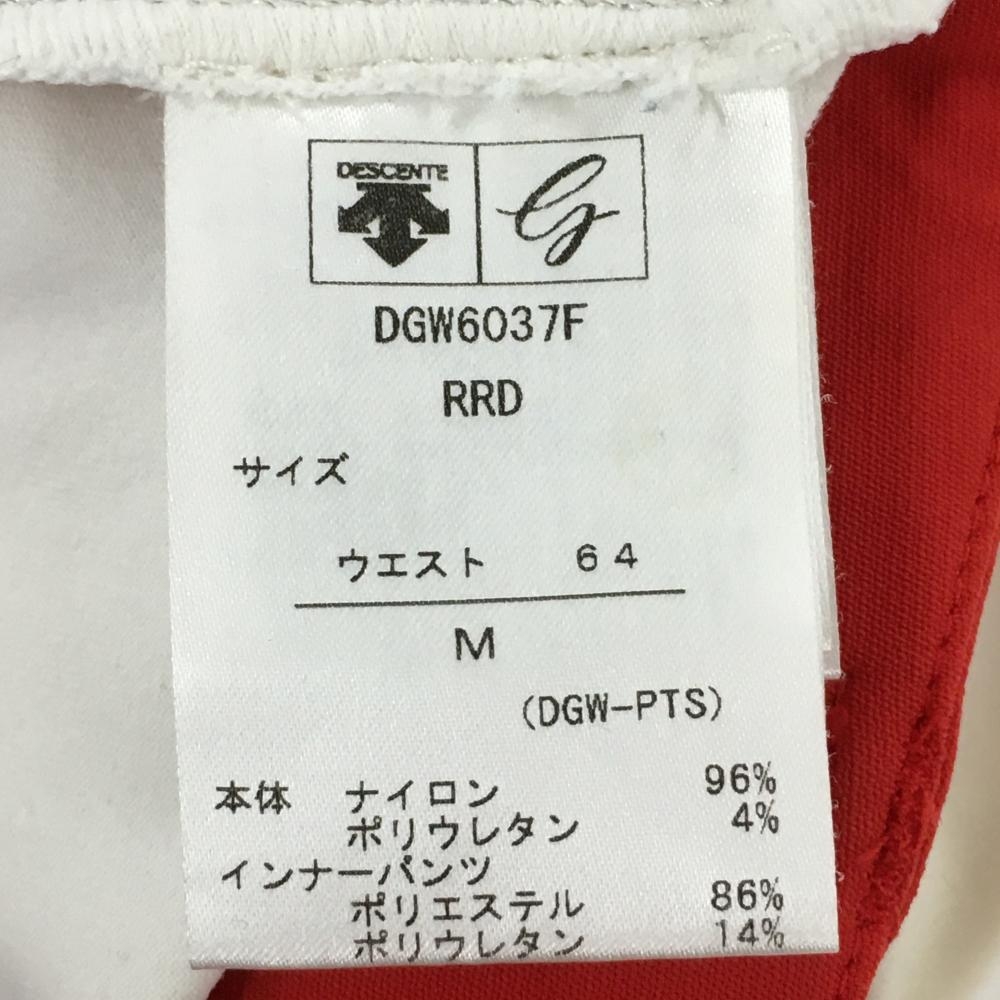 DESCENTE
G
DGW6037F
RRD
サイズ
ウエスト 64
M
(DGW-PTS)
本体 ナイロン 96%
ポリウレタン 4%
インナーパンツ
ポリエステル 86%
ポリウレタン 14%